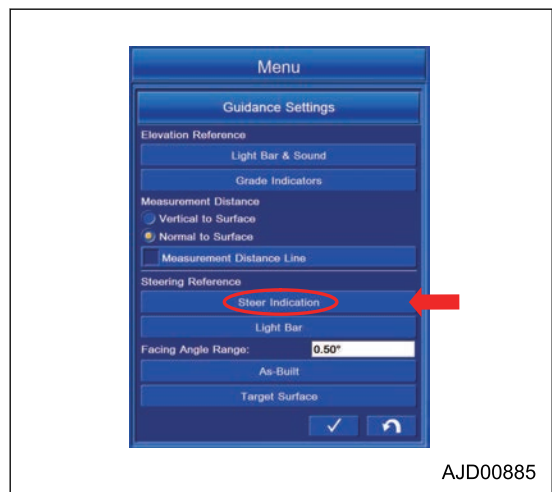 Menu
Guidance Settings
Elevation Reference
Light Bar & Sound
Grade Indicators
Measurement Distance
Vertical to Surface
Normal to Surface
Measurement Distance Line
Steering Reference
Steer Indication
Light Bar
Facing Angle Range: 0.50°
As-Built
Target Surface
AJD00885